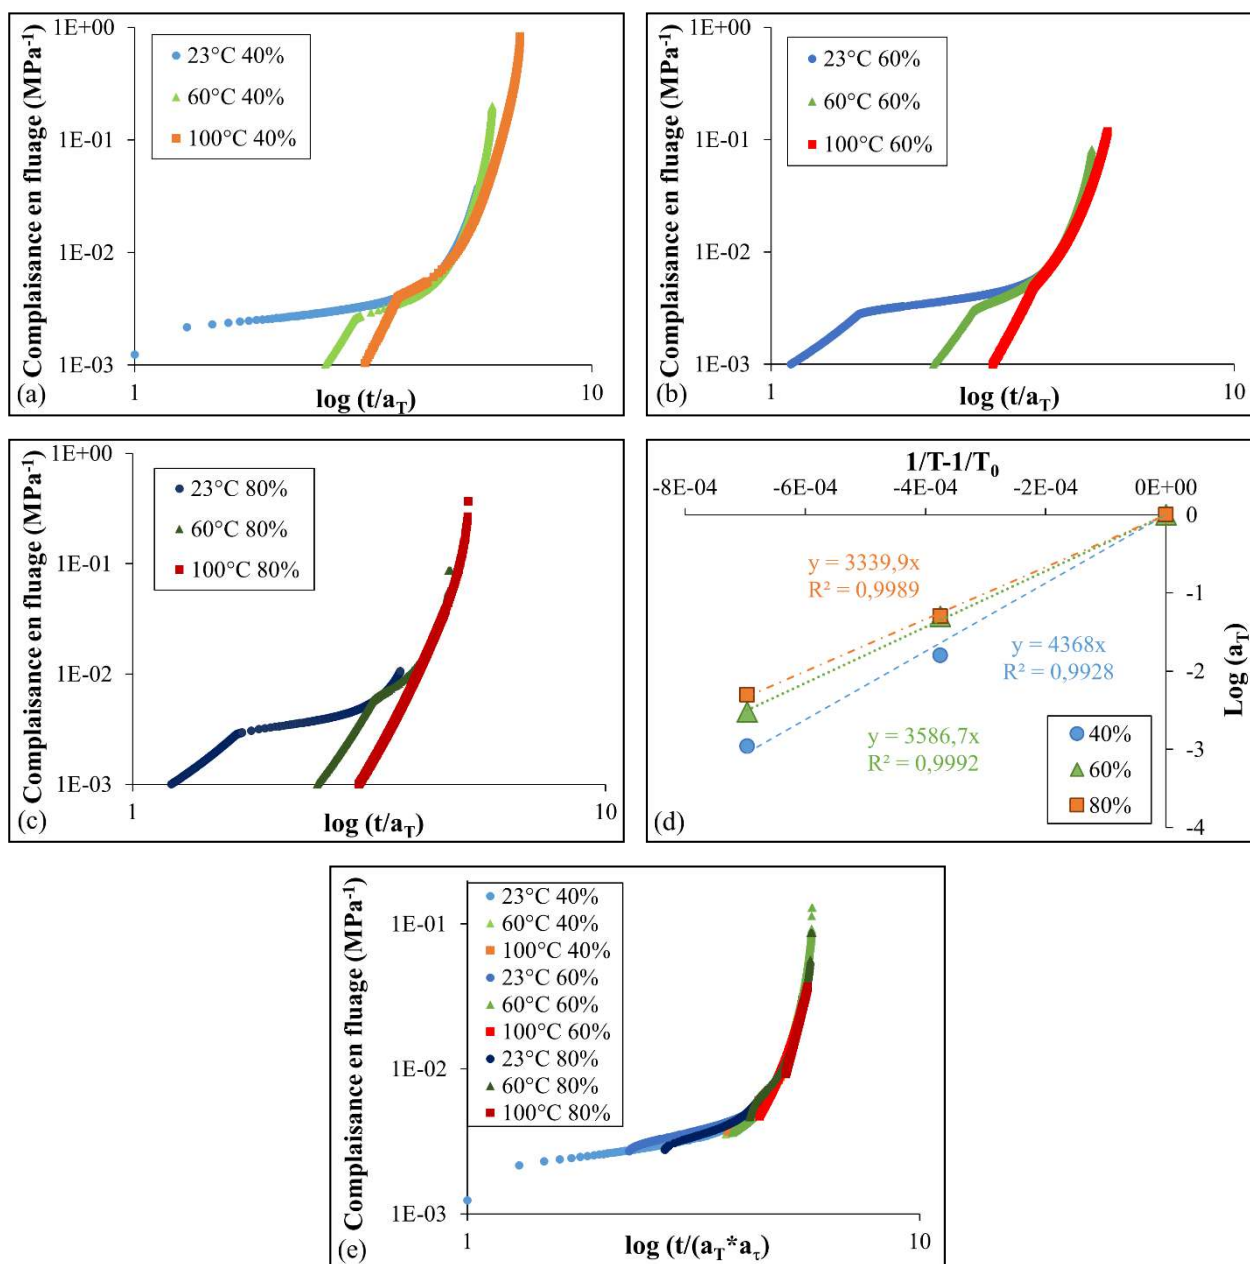 Complaisance en fluage (MPa⁻¹)
1E+00
1E-01
1E-02
1E-03
23°C 40%
60°C 40%
100°C 40%
1
10
log (t/aT)
(a)
Complaisance en fluage (MPa⁻¹)
1E+00
1E-01
1E-02
1E-03
23°C 60%
60°C 60%
100°C 60%
1
10
log (t/aT)
(b)
Complaisance en fluage (MPa⁻¹)
1E+00
1E-01
1E-02
1E-03
23°C 80%
60°C 80%
100°C 80%
1
10
log (t/aT)
(c)
1/T-1/T0
-8E-04 -6E-04 -4E-04 -2E-04 0E+00
0
-1
-2
-3
-4
Log (aT)
y = 3339,9x
R² = 0,9989
y = 4368x
R² = 0,9928
y = 3586,7x
R² = 0,9992
40%
60%
80%
(d)
Complaisance en fluage (MPa⁻¹)
1E-01
1E-02
1E-03
23°C 40%
60°C 40%
100°C 40%
23°C 60%
60°C 60%
100°C 60%
23°C 80%
60°C 80%
100°C 80%
1
10
log (t/(aT*aτ)
(e)